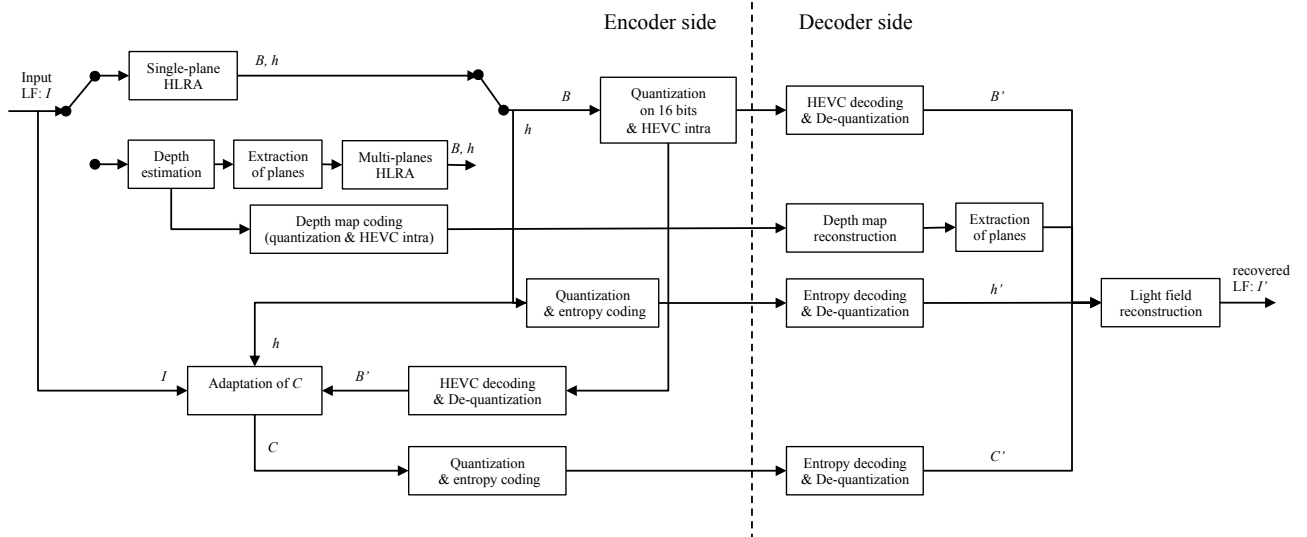 Encoder side
Decoder side
Input
LF: I
Single-plane
HLRA
B, h
B
h
Quantization
on 16 bits
& HEVC intra
HEVC decoding
& De-quantization
B’
Depth
estimation
Extraction
of planes
Multi-planes
HLRA
B, h
Depth map coding
(quantization & HEVC intra)
Depth map
reconstruction
Extraction
of planes
Quantization
& entropy coding
Entropy decoding
& De-quantization
h’
Light field
reconstruction
recovered
LF: I’
h
I
Adaptation of C
B’
HEVC decoding
& De-quantization
C
Quantization
& entropy coding
Entropy decoding
& De-quantization
C’